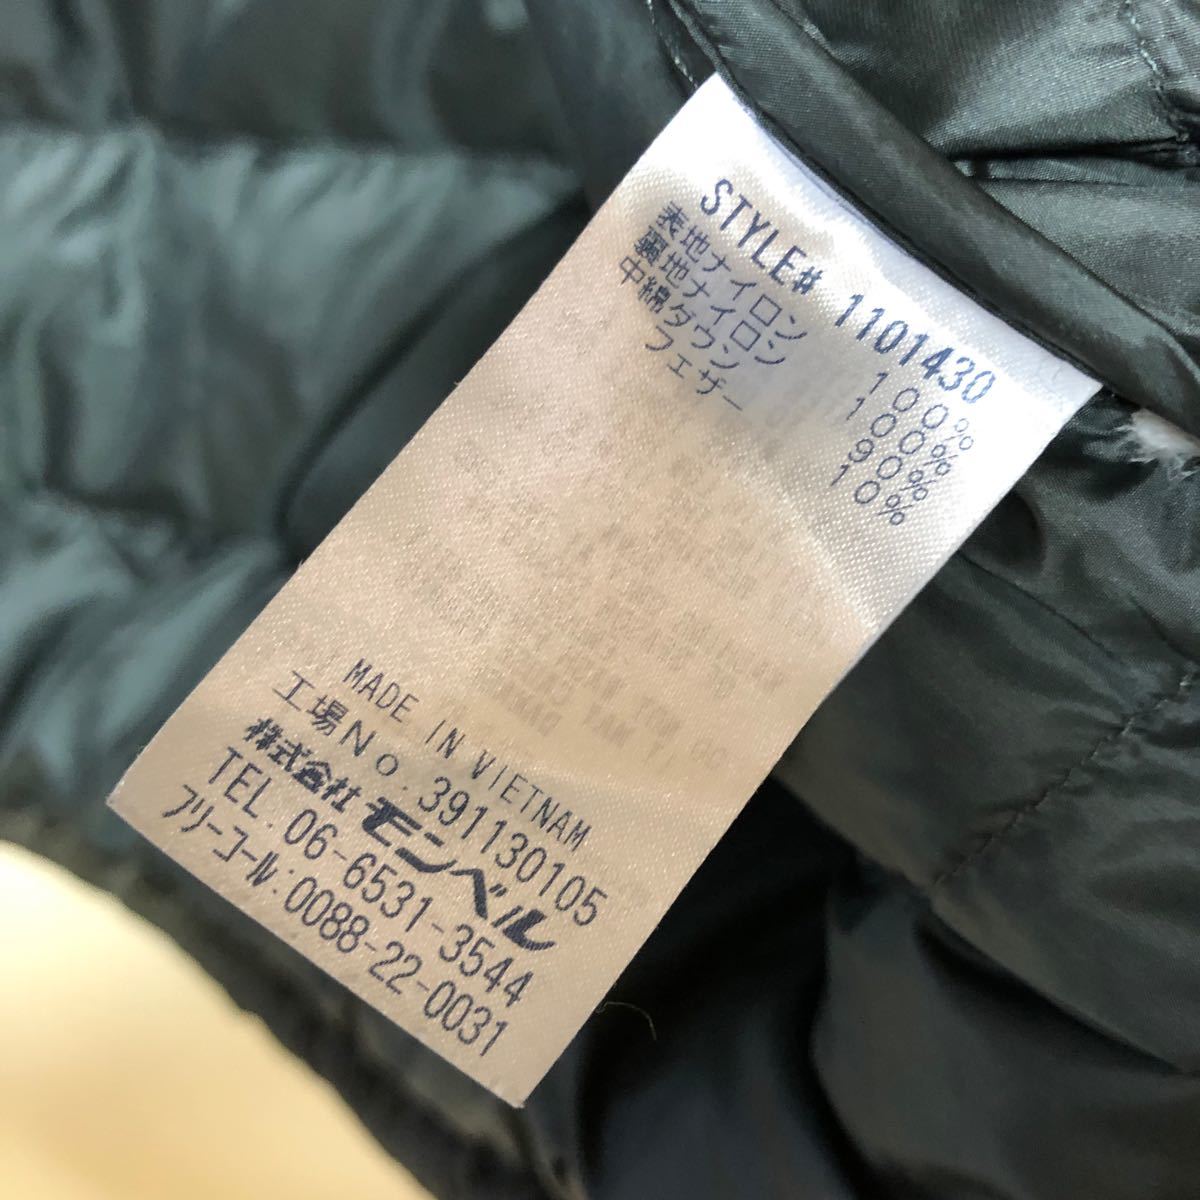 STYLE# 1101430
表地ナイロン 100%
裏地ナイロン 100%
中綿ダウン 90%
フェザー 10%
MADE IN VIETNAM
工場No.391130105
株式会社モンベル
TEL.06-6531-3544
フリーコール:0088-22-0031